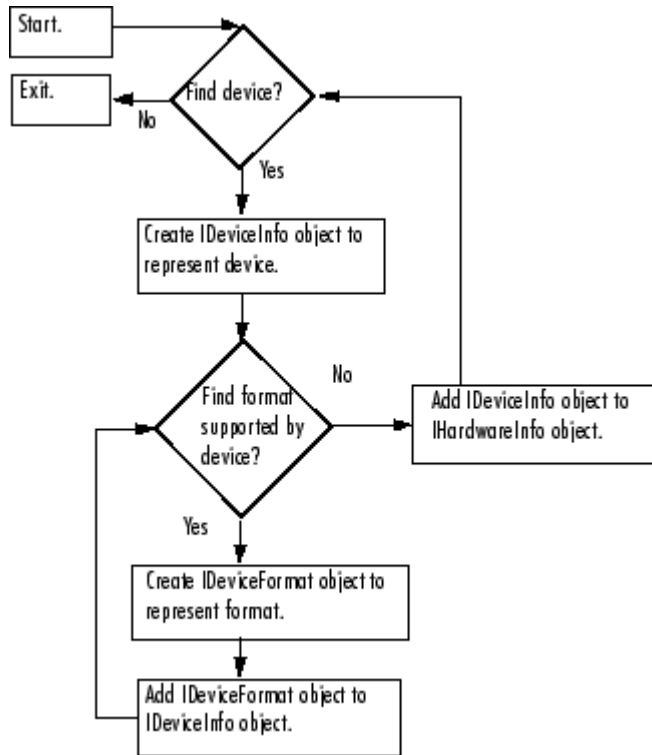 Start.
Exit.
Find device?
No
Yes
Create IDeviceInfo object to
represent device.
No
Find format
supported by
device?
Add IDeviceInfo object to
IHardwareInfo object.
Yes
Create IDeviceFormat object to
represent format.
Add IDeviceFormat object to
IDeviceInfo object.